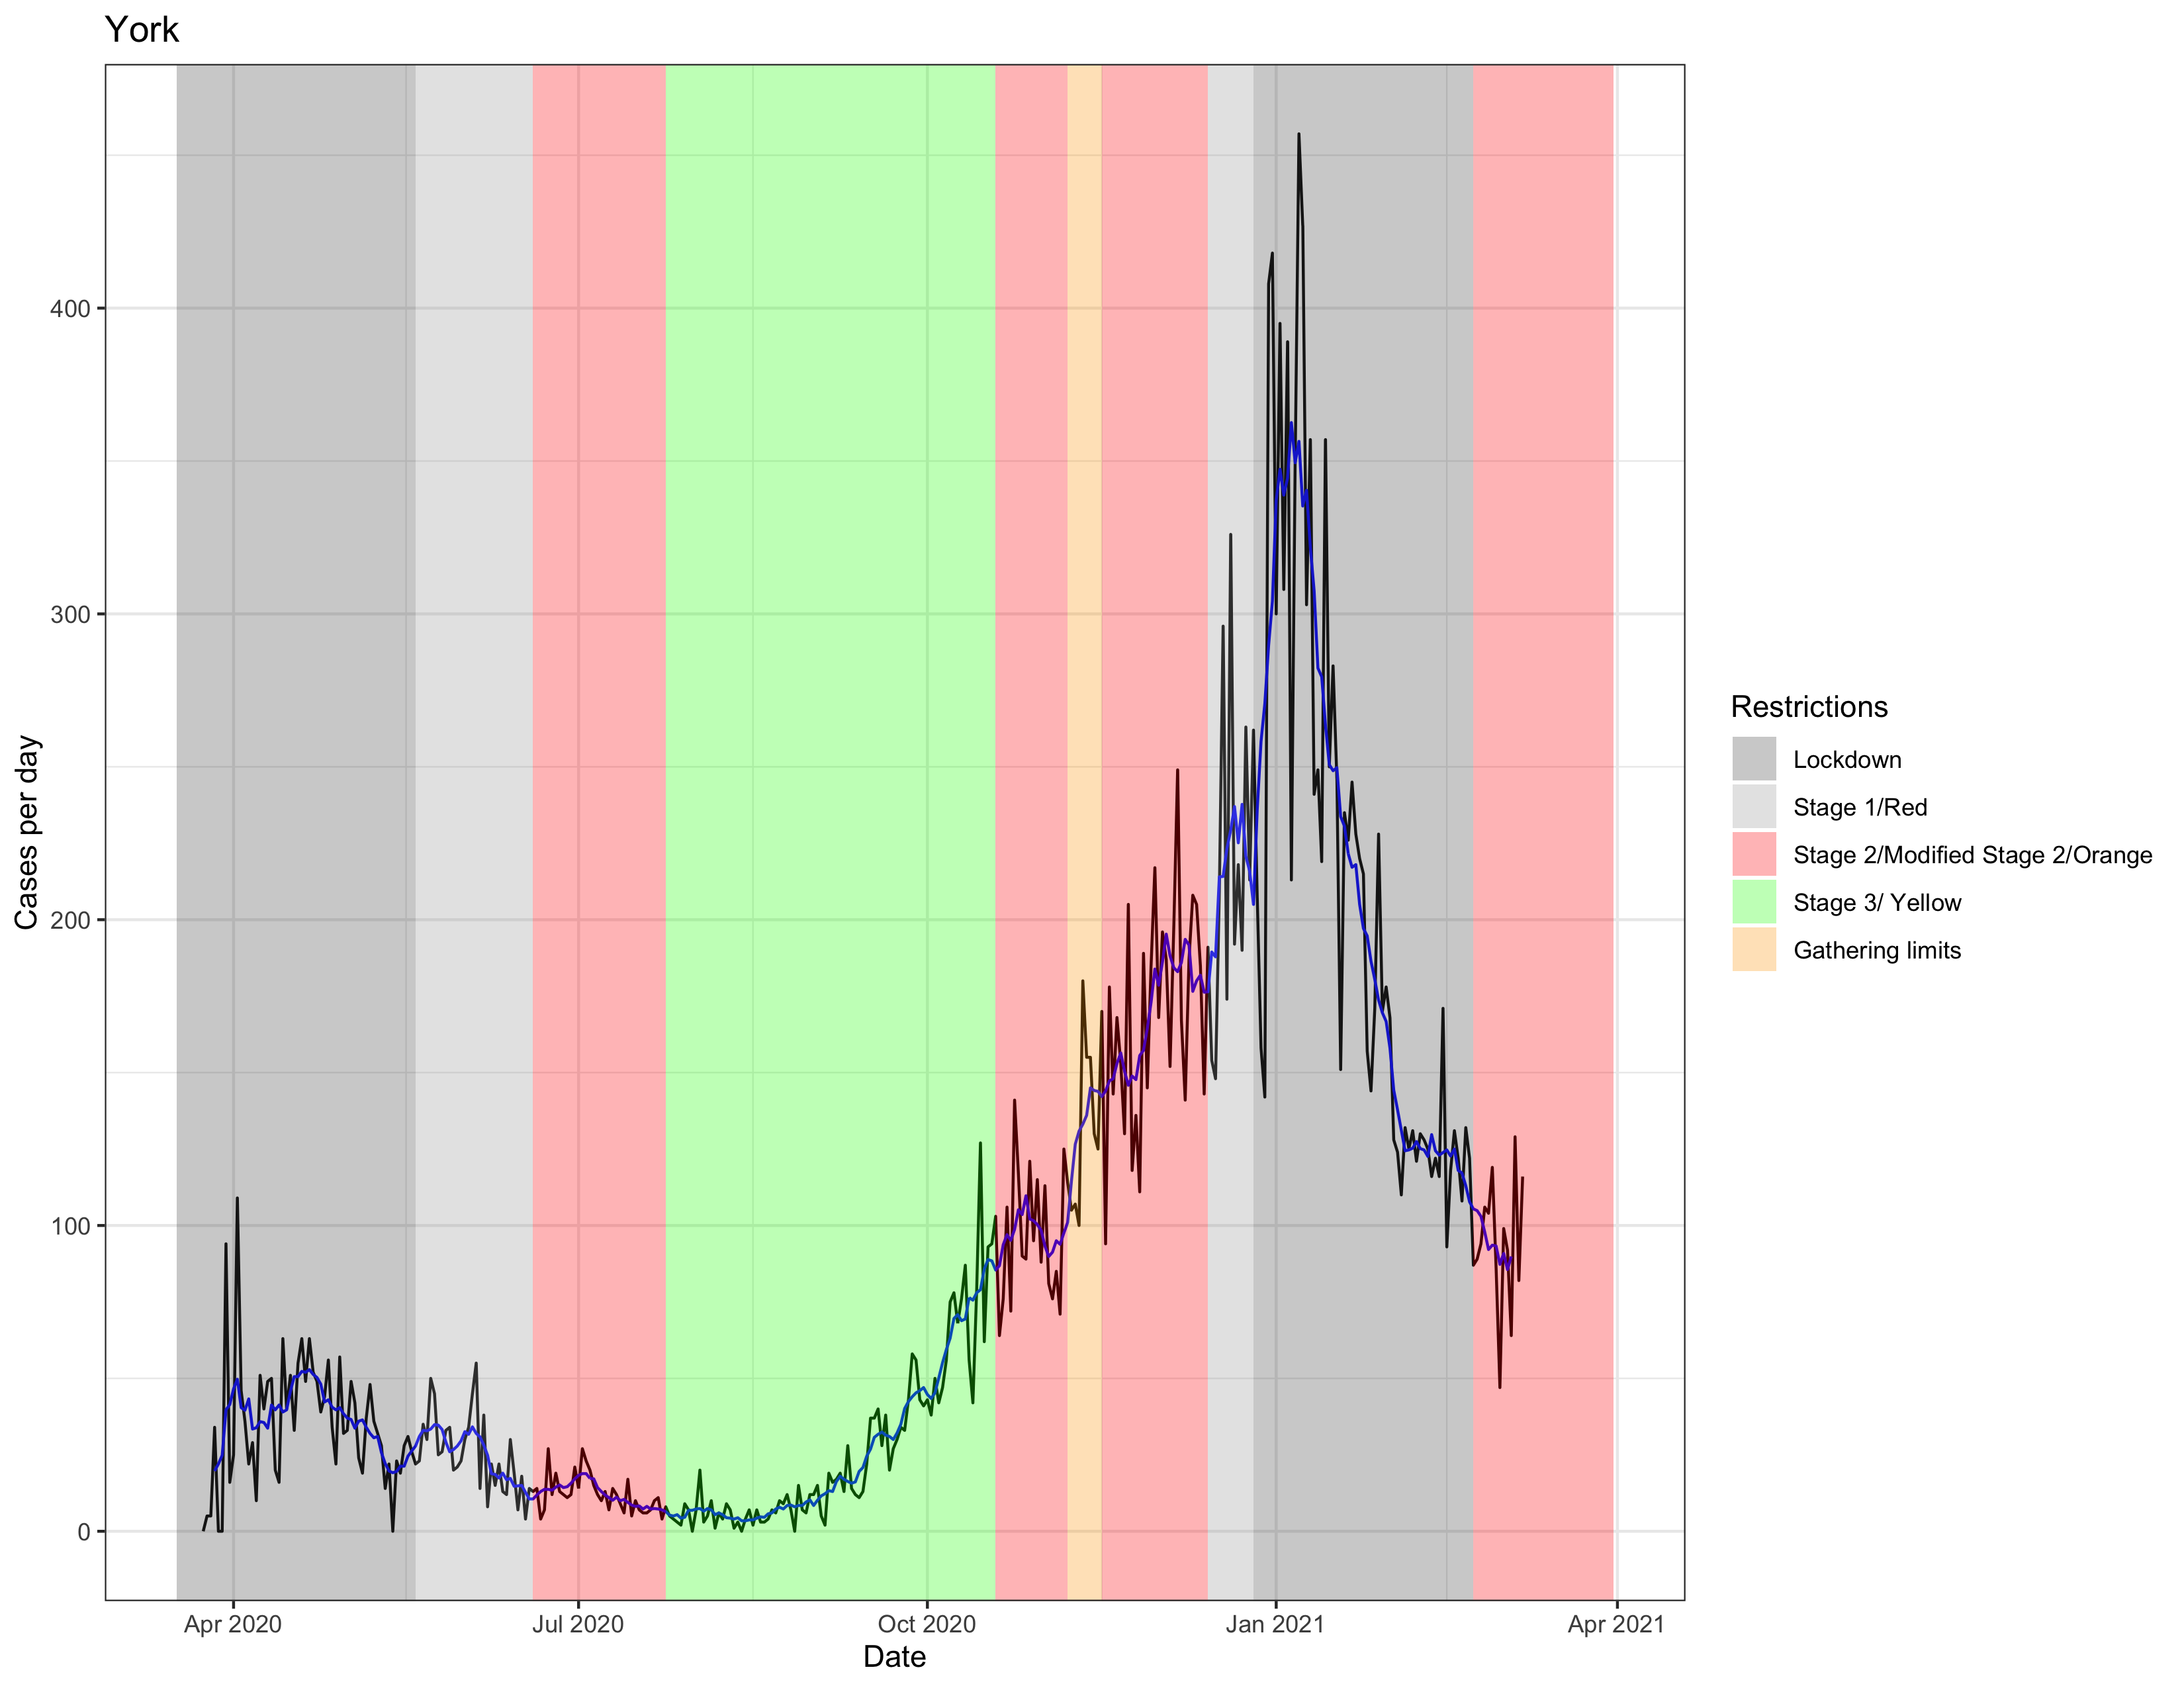 York
400
300
200
100
0
Cases per day
Apr 2020
Jul 2020
Oct 2020
Jan 2021
Apr 2021
Date
Restrictions
Lockdown
Stage 1/Red
Stage 2/Modified Stage 2/Orange
Stage 3/ Yellow
Gathering limits